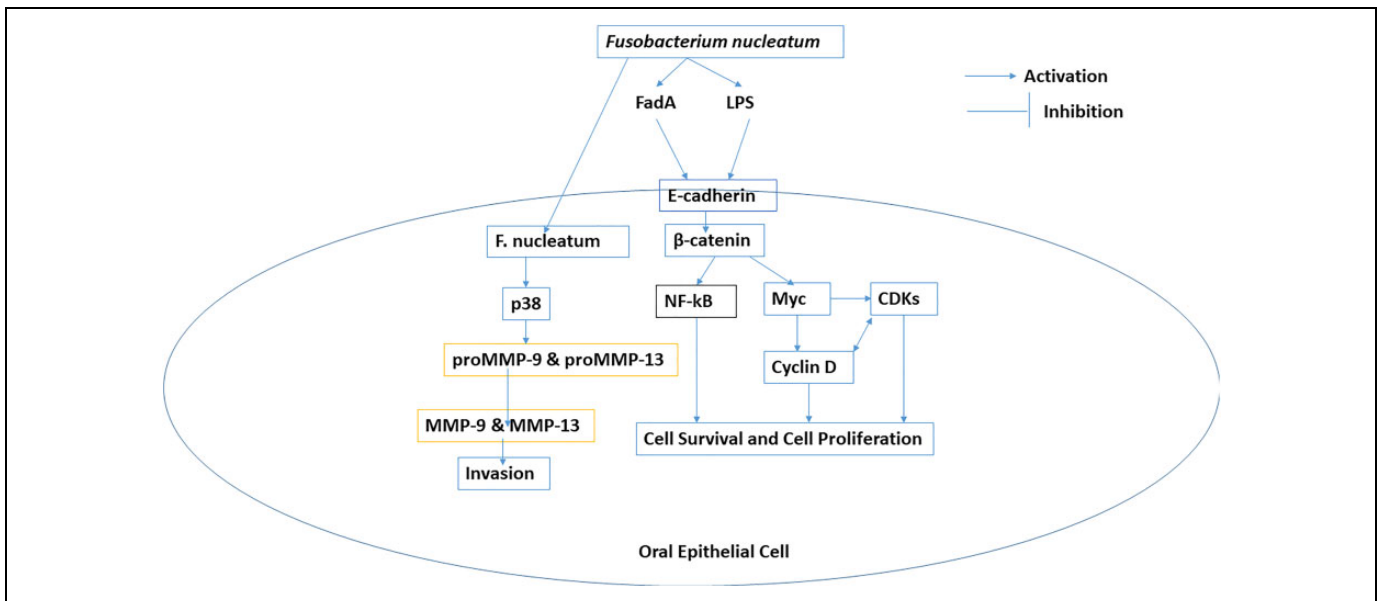 Fusobacterium nucleatum
Activation
FadA
LPS
Inhibition
E-cadherin
F. nucleatum
β-catenin
p38
NF-kB
Myc
CDKs
proMMP-9 & proMMP-13
Cyclin D
MMP-9 & MMP-13
Cell Survival and Cell Proliferation
Invasion
Oral Epithelial Cell